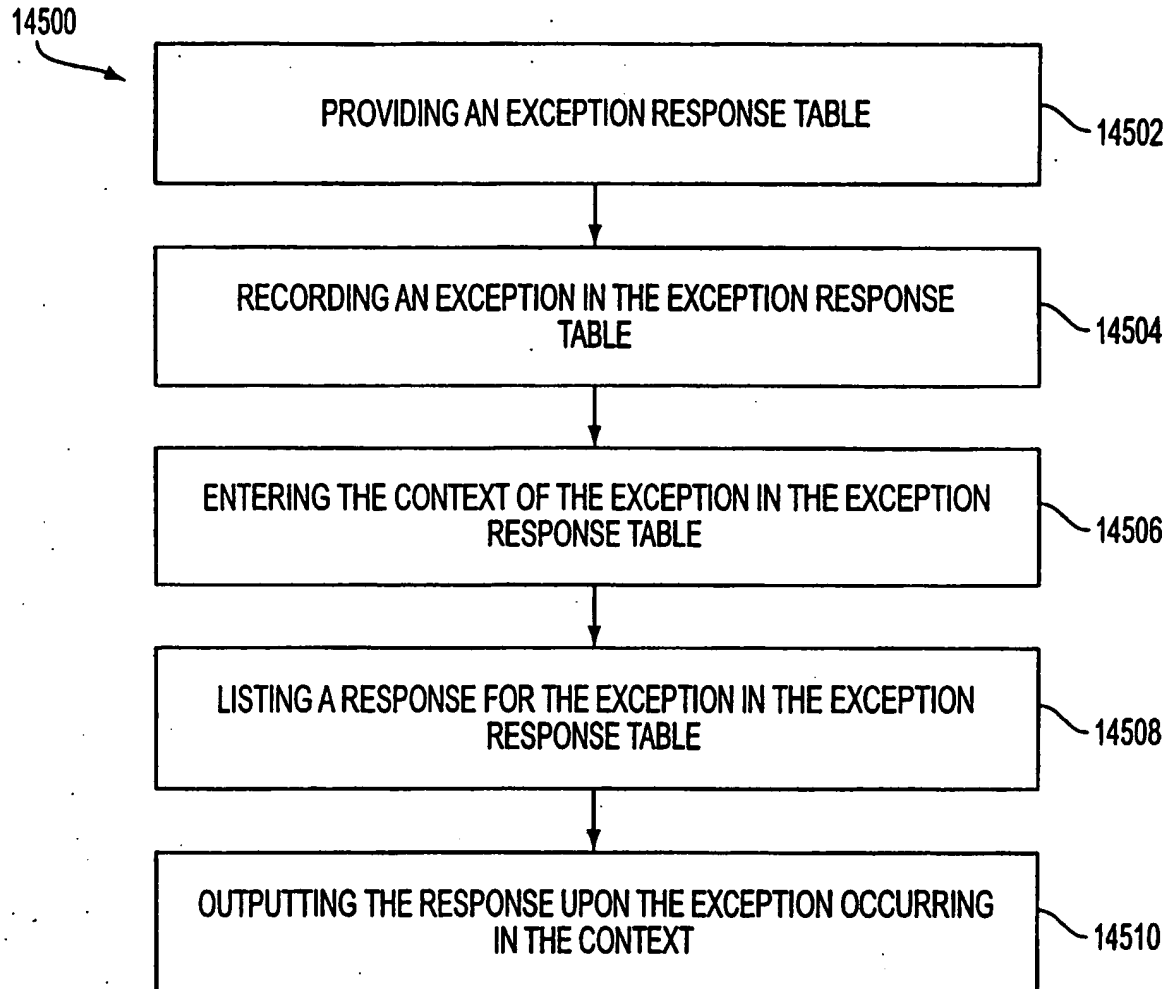 14500
PROVIDING AN EXCEPTION RESPONSE TABLE
14502
RECORDING AN EXCEPTION IN THE EXCEPTION RESPONSE
TABLE
14504
ENTERING THE CONTEXT OF THE EXCEPTION IN THE EXCEPTION
RESPONSE TABLE
14506
LISTING A RESPONSE FOR THE EXCEPTION IN THE EXCEPTION
RESPONSE TABLE
14508
OUTPUTTING THE RESPONSE UPON THE EXCEPTION OCCURRING
IN THE CONTEXT
14510